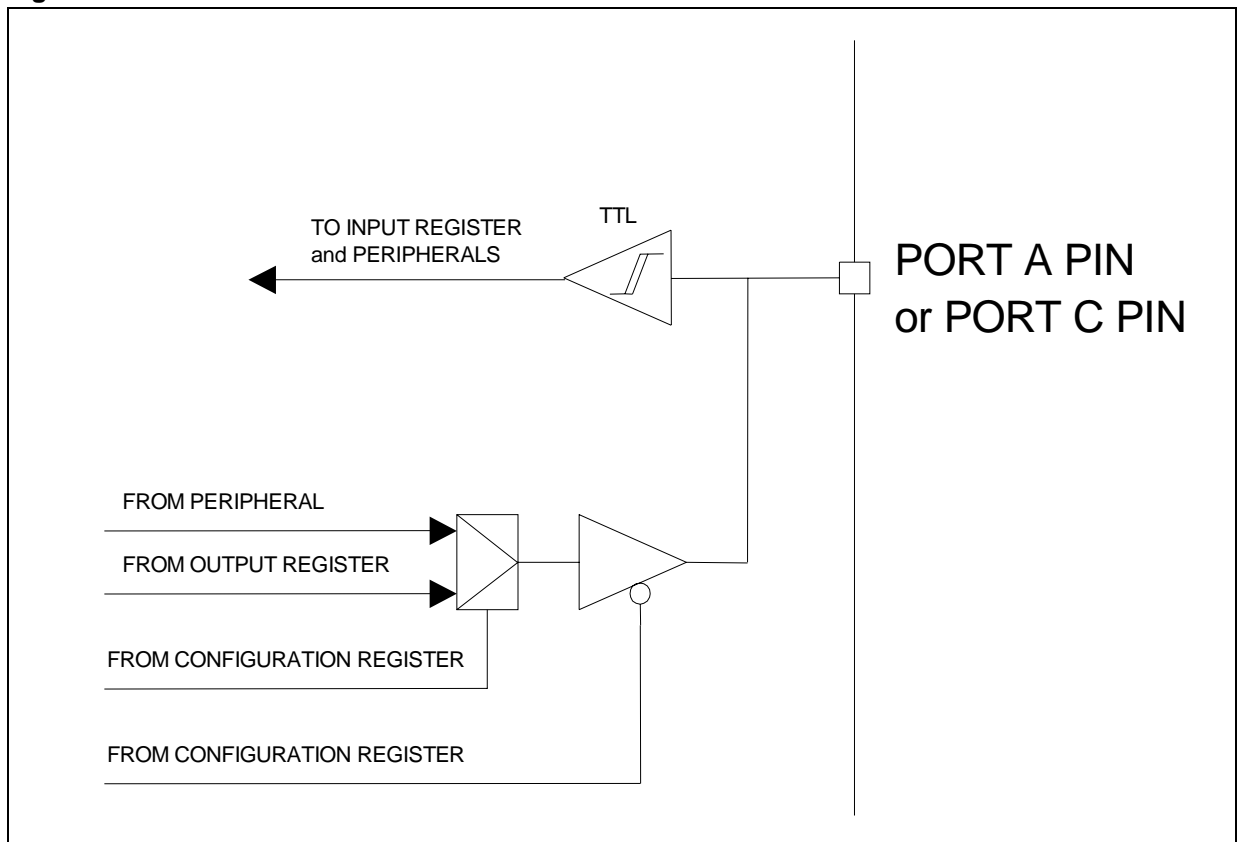 TTL
TO INPUT REGISTER
and PERIPHERALS
PORT A PIN
or PORT C PIN
FROM PERIPHERAL
FROM OUTPUT REGISTER
FROM CONFIGURATION REGISTER
FROM CONFIGURATION REGISTER